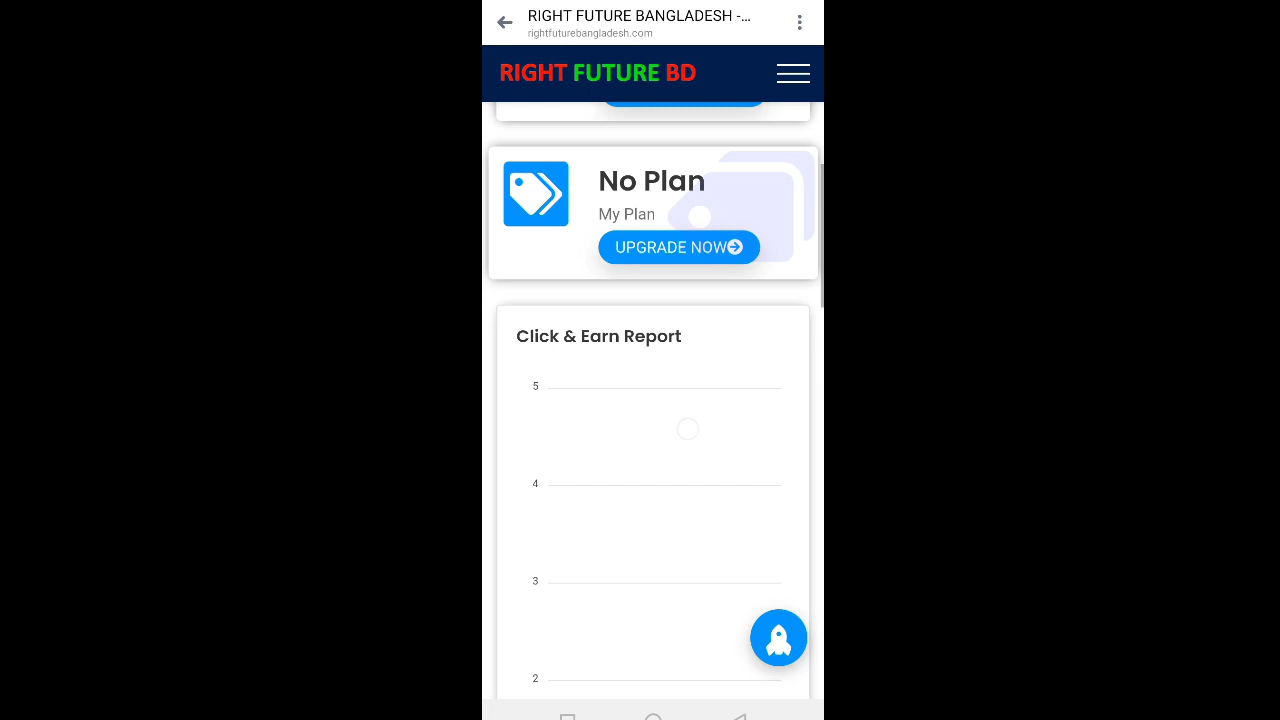 RIGHT FUTURE BANGLADESH -...
rightfuturebangladesh.com
RIGHT FUTURE BD
No Plan
My Plan
UPGRADE NOW
Click & Earn Report
5
4
3
2